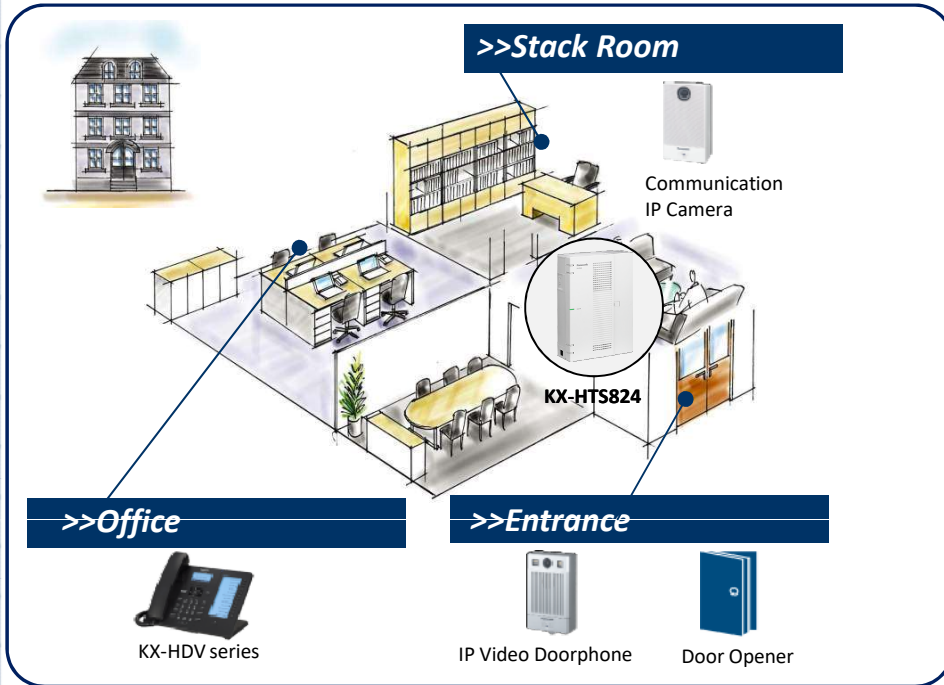 >>Stack Room
Communication
IP Camera
KX-HTS824
>>Office
>>Entrance
KX-HDV series
IP Video Doorphone
Door Opener